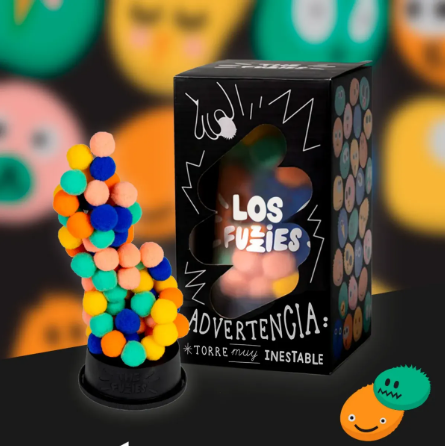 LOS
FUZZIES
ADVERTENCIA:
*TORRE muy INESTABLE